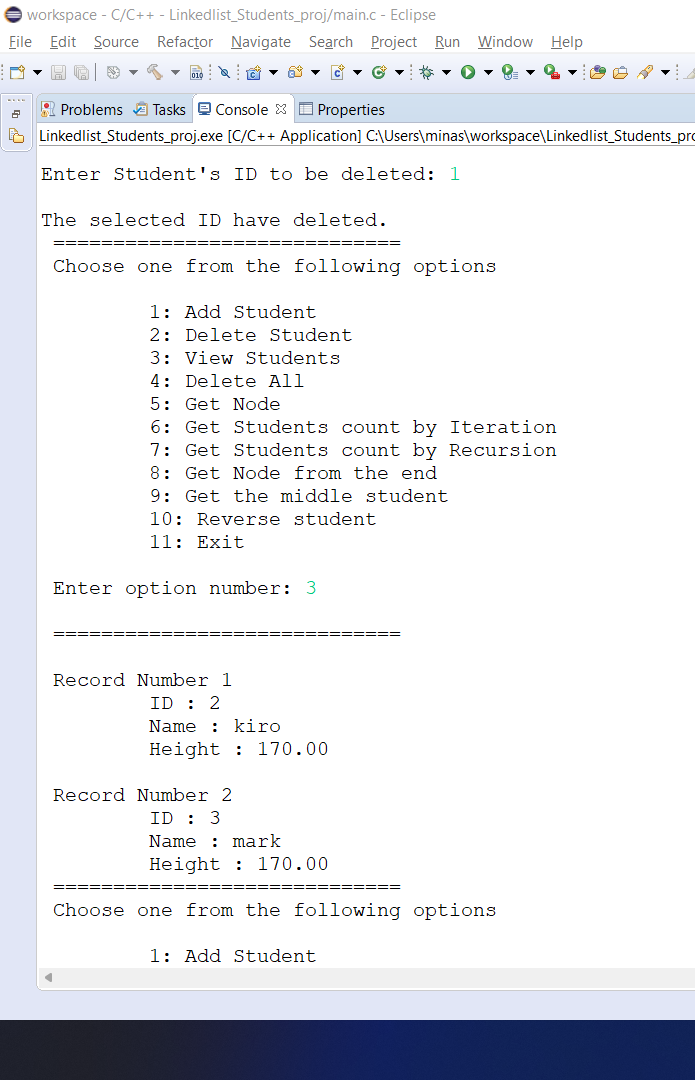 workspace - C/C++ - Linkedlist_Students_proj/main.c - Eclipse
File Edit Source Refactor Navigate Search Project Run Window Help
Problems Tasks Console Properties
Linkedlist_Students_proj.exe [C/C++ Application] C:\Users\minas\workspace\Linkedlist_Students_pro
Enter Student's ID to be deleted: 1
The selected ID have deleted.
=============================
Choose one from the following options
1: Add Student
2: Delete Student
3: View Students
4: Delete All
5: Get Node
6: Get Students count by Iteration
7: Get Students count by Recursion
8: Get Node from the end
9: Get the middle student
10: Reverse student
11: Exit
Enter option number: 3
=============================
Record Number 1
ID : 2
Name : kiro
Height : 170.00
Record Number 2
ID : 3
Name : mark
Height : 170.00
=============================
Choose one from the following options
1: Add Student